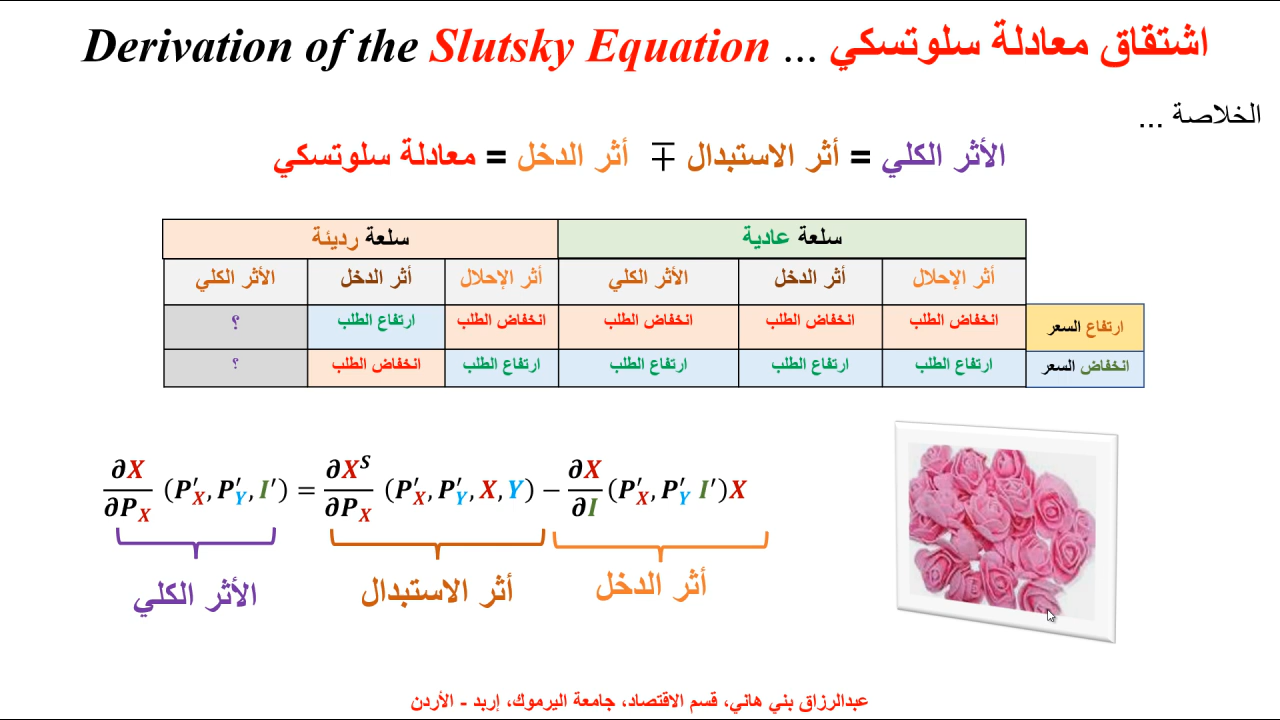 اشتقاق معادلة سلوتسكي ... Derivation of the Slutsky Equation
الخلاصة ...
الأثر الكلي = أثر الاستبدال ∓ أثر الدخل = معادلة سلوتسكي
سلعة عادية سلعة رديئة
أثر الإحلال أثر الدخل الأثر الكلي أثر الإحلال أثر الدخل الأثر الكلي
ارتفاع السعر انخفاض الطلب انخفاض الطلب انخفاض الطلب انخفاض الطلب ارتفاع الطلب ؟
انخفاض السعر ارتفاع الطلب ارتفاع الطلب ارتفاع الطلب ارتفاع الطلب انخفاض الطلب ؟
∂X/∂P_X (P′_X, P′_Y, I′) = ∂X^S/∂P_X (P′_X, P′_Y, X, Y) − ∂X/∂I (P′_X, P′_Y I′)X
الأثر الكلي أثر الاستبدال أثر الدخل
عبدالرزاق بني هاني، قسم الاقتصاد، جامعة اليرموك، إربد - الأردن